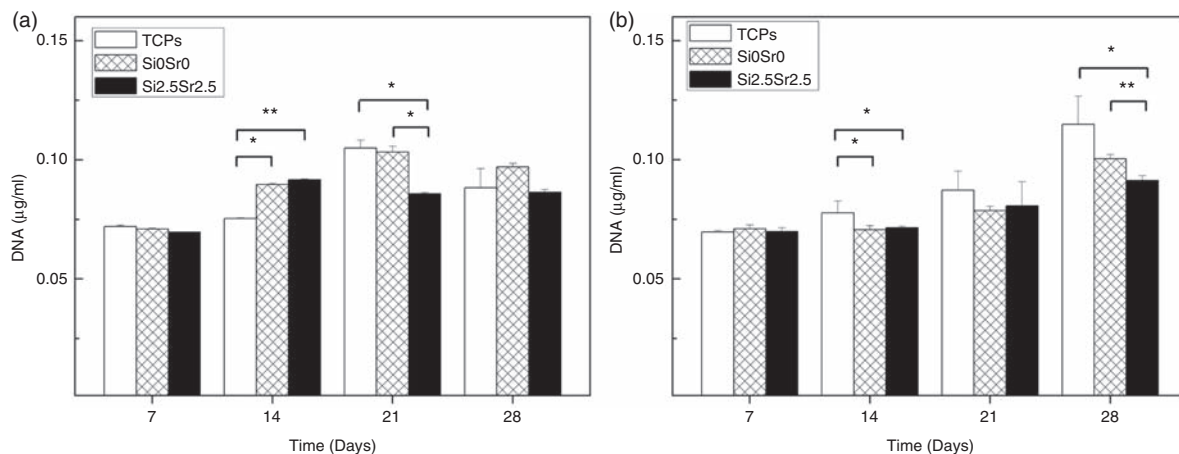 (a)
0.15
0.10
0.05
DNA (μg/ml)
TCPs
Si0Sr0
Si2.5Sr2.5
**
*
*
*
7
14
21
28
Time (Days)
(b)
0.15
0.10
0.05
DNA (μg/ml)
TCPs
Si0Sr0
Si2.5Sr2.5
*
*
*
**
7
14
21
28
Time (Days)